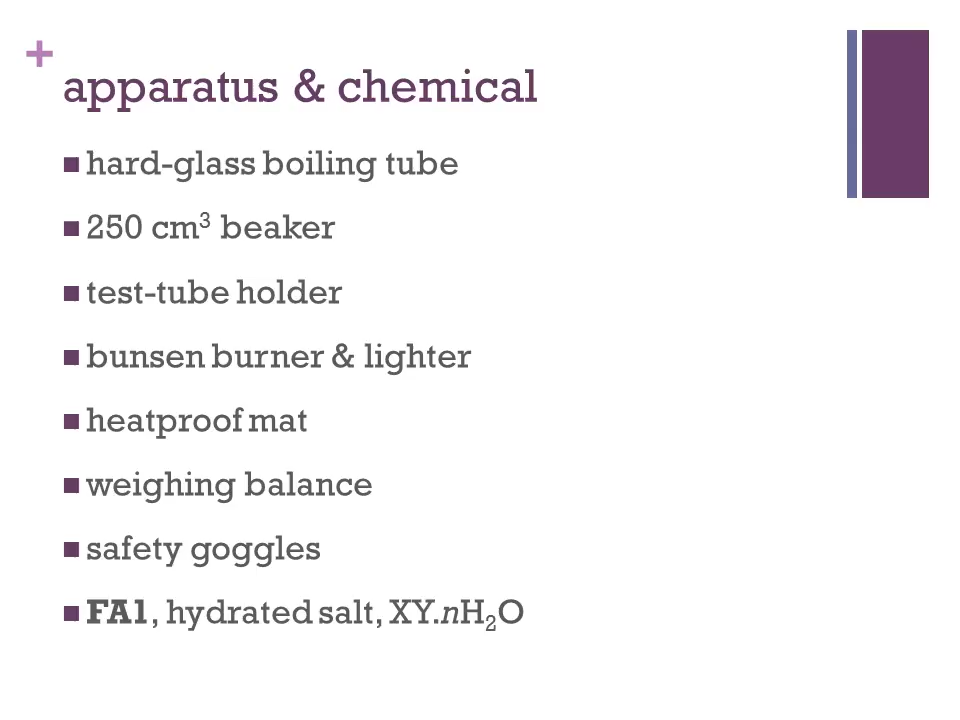 +
apparatus & chemical
■ hard-glass boiling tube
■ 250 cm³ beaker
■ test-tube holder
■ bunsen burner & lighter
■ heatproof mat
■ weighing balance
■ safety goggles
■ FA1, hydrated salt, XY.nH₂O